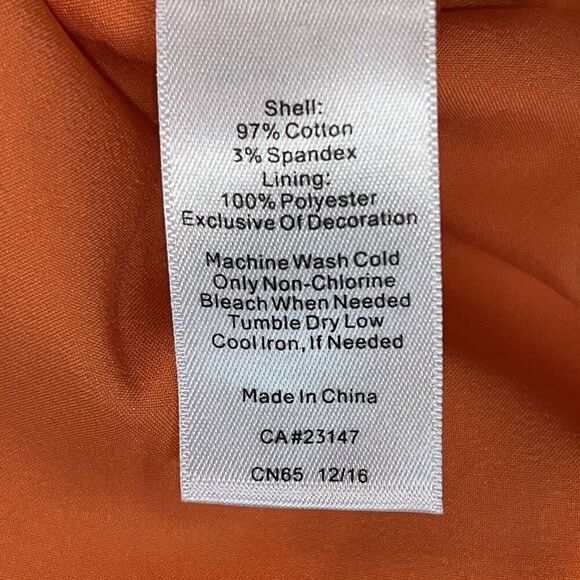 Shell:
97% Cotton
3% Spandex
Lining:
100% Polyester
Exclusive Of Decoration
Machine Wash Cold
Only Non-Chlorine
Bleach When Needed
Tumble Dry Low
Cool Iron, If Needed
Made In China
CA#23147
CN65 12/16